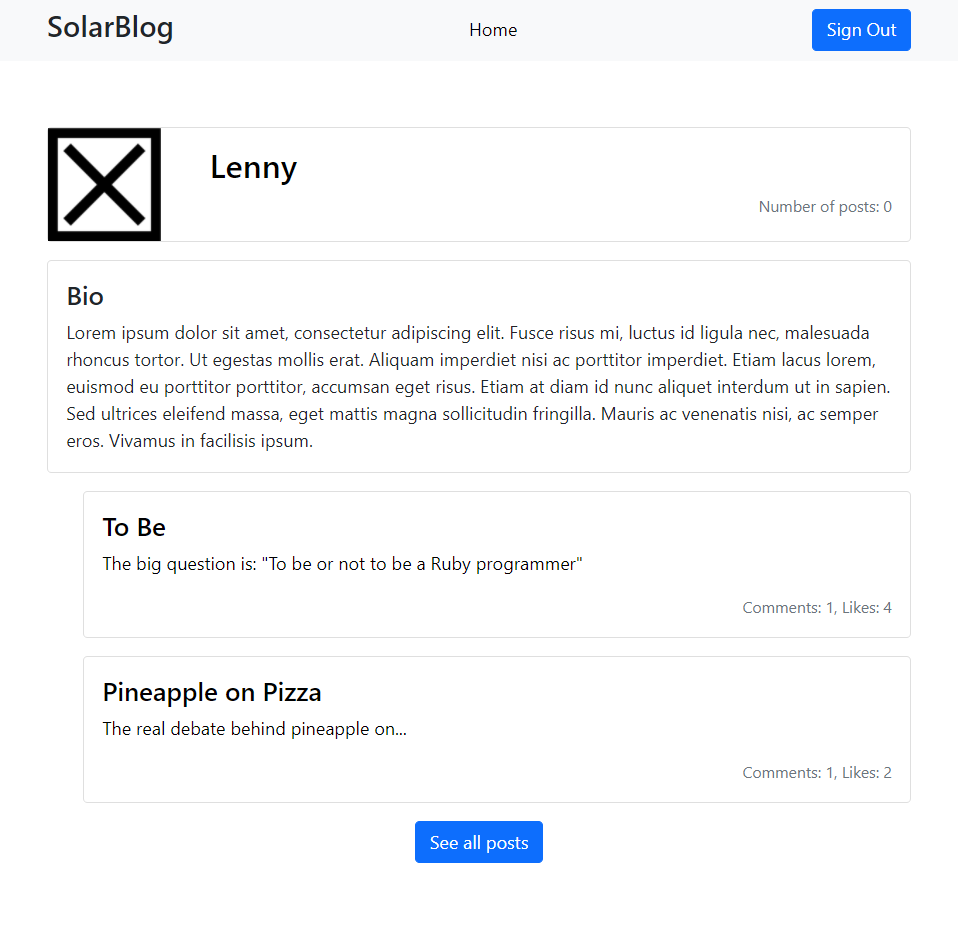 SolarBlog
Home
Sign Out
Lenny
Number of posts: 0
Bio
Lorem ipsum dolor sit amet, consectetur adipiscing elit. Fusce risus mi, luctus id ligula nec, malesuada
rhoncus tortor. Ut egestas mollis erat. Aliquam imperdiet nisi ac porttitor imperdiet. Etiam lacus lorem,
euismod eu porttitor porttitor, accumsan eget risus. Etiam at diam id nunc aliquet interdum ut in sapien.
Sed ultrices eleifend massa, eget mattis magna sollicitudin fringilla. Mauris ac venenatis nisi, ac semper
eros. Vivamus in facilisis ipsum.
To Be
The big question is: "To be or not to be a Ruby programmer"
Comments: 1, Likes: 4
Pineapple on Pizza
The real debate behind pineapple on...
Comments: 1, Likes: 2
See all posts